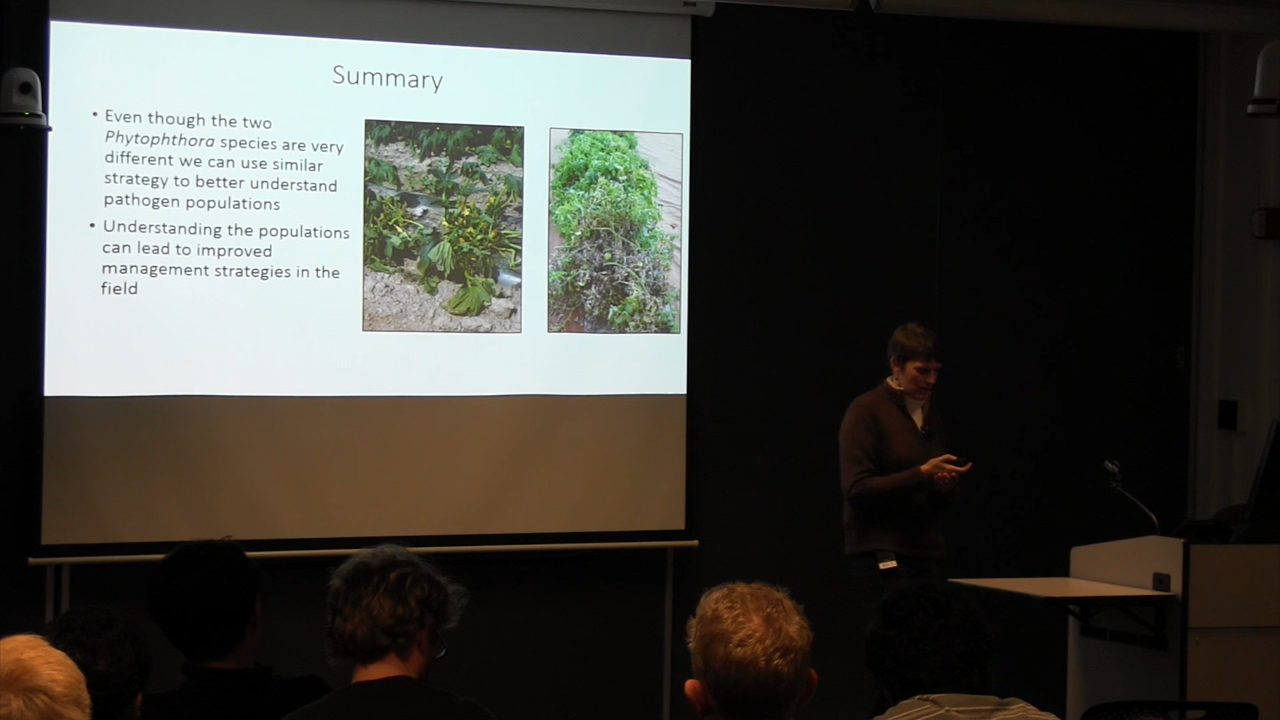 Summary
• Even though the two
Phytophthora species are very
different we can use similar
strategy to better understand
pathogen populations
• Understanding the populations
can lead to improved
management strategies in the
field